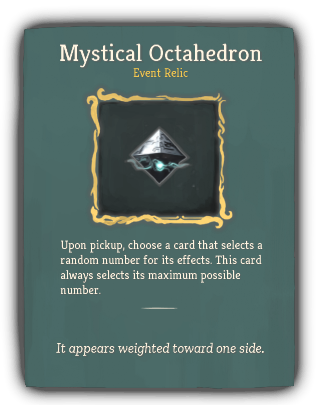 Mystical Octahedron
Event Relic
Upon pickup, choose a card that selects a
random number for its effects. This card
always selects its maximum possible
number.
It appears weighted toward one side.